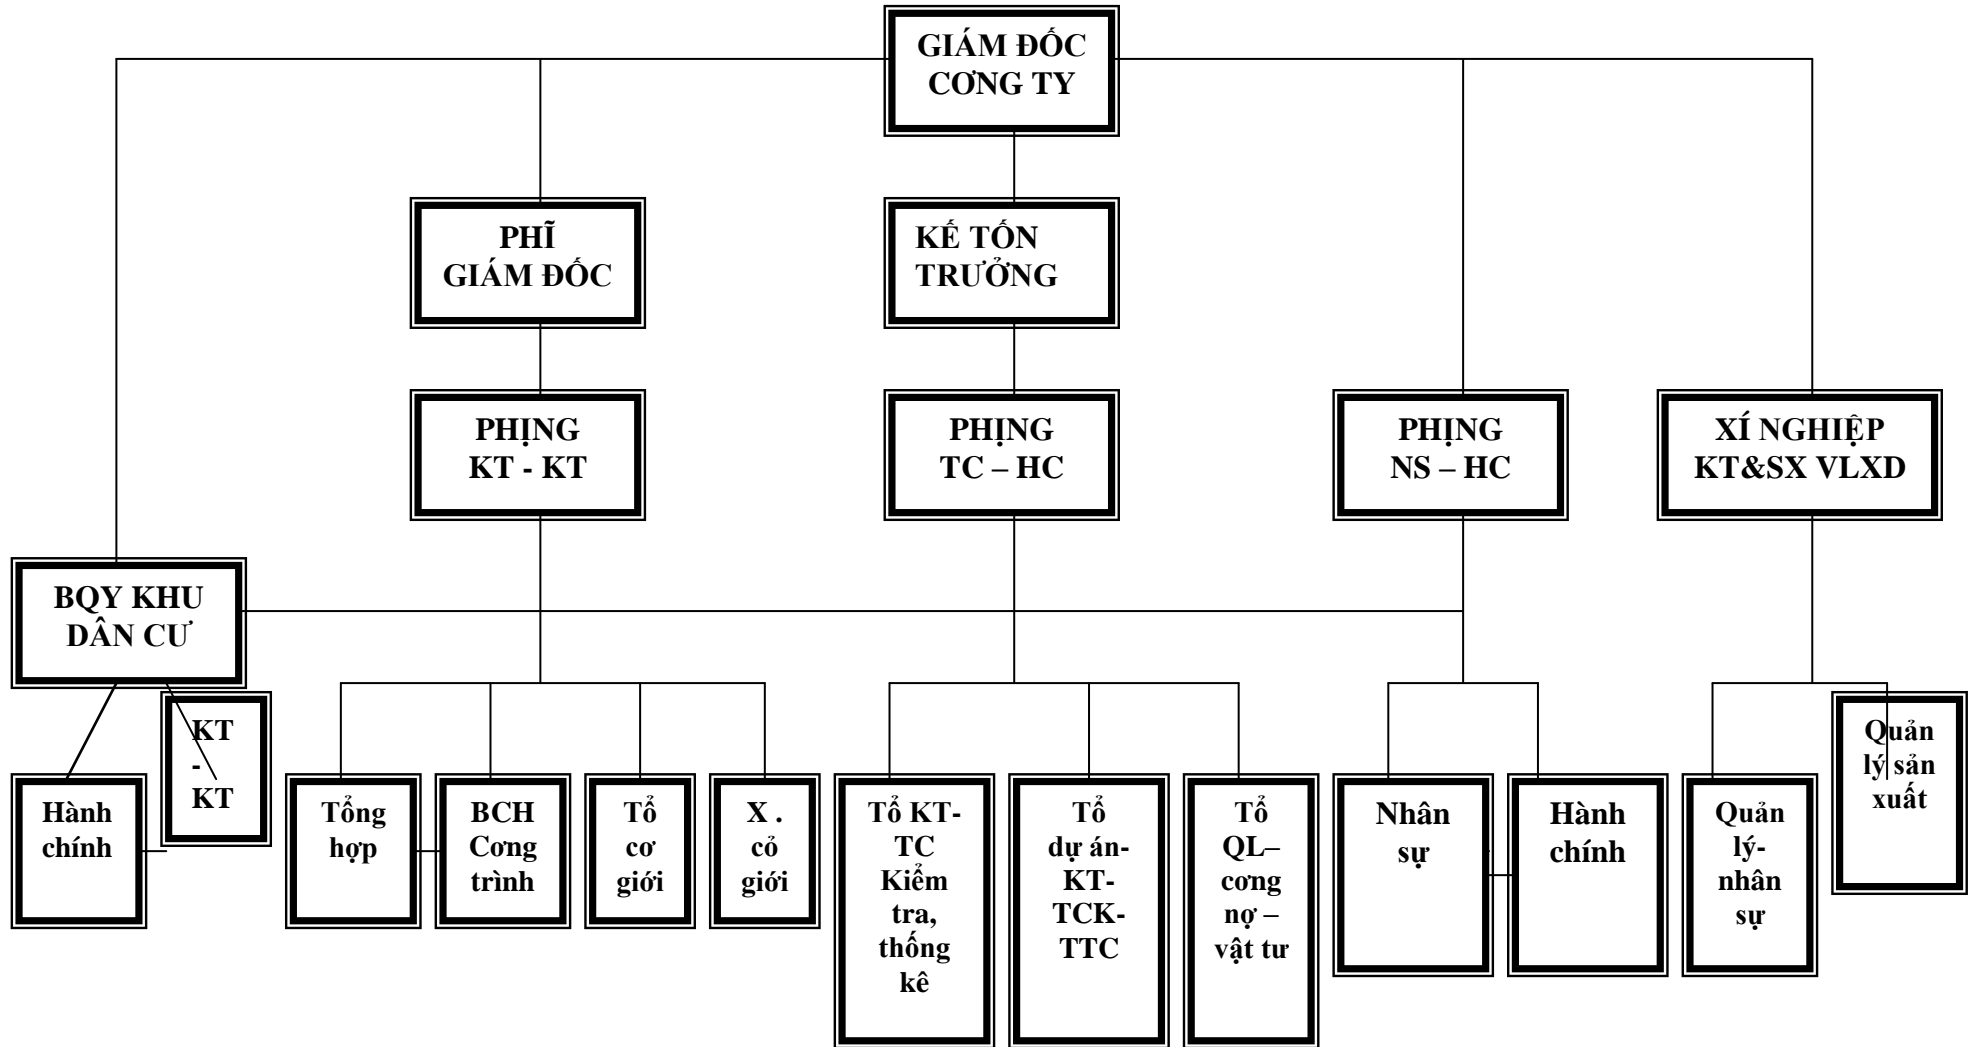 GIÁM ĐỐC
CƠNG TY
PHĨ
GIÁM ĐỐC
KẾ TỐN
TRƯỞNG
PHỊNG
KT - KT
PHỊNG
TC – HC
PHỊNG
NS – HC
XÍ NGHIỆP
KT&SX VLXD
BQY KHU
DÂN CƯ
KT
-
KT
Hành
chính
Tổng
hợp
BCH
Cơng
trình
Tổ
cơ
giới
X .
cỏ
giới
Tổ KT-
TC
Kiểm
tra,
thống
kê
Tổ
dự án-
KT-
TCK-
TTC
Tổ
QL–
cơng
nợ –
vật tư
Nhân
sự
Hành
chính
Quản
lý-
nhân
sự
Quản
lý sản
xuất